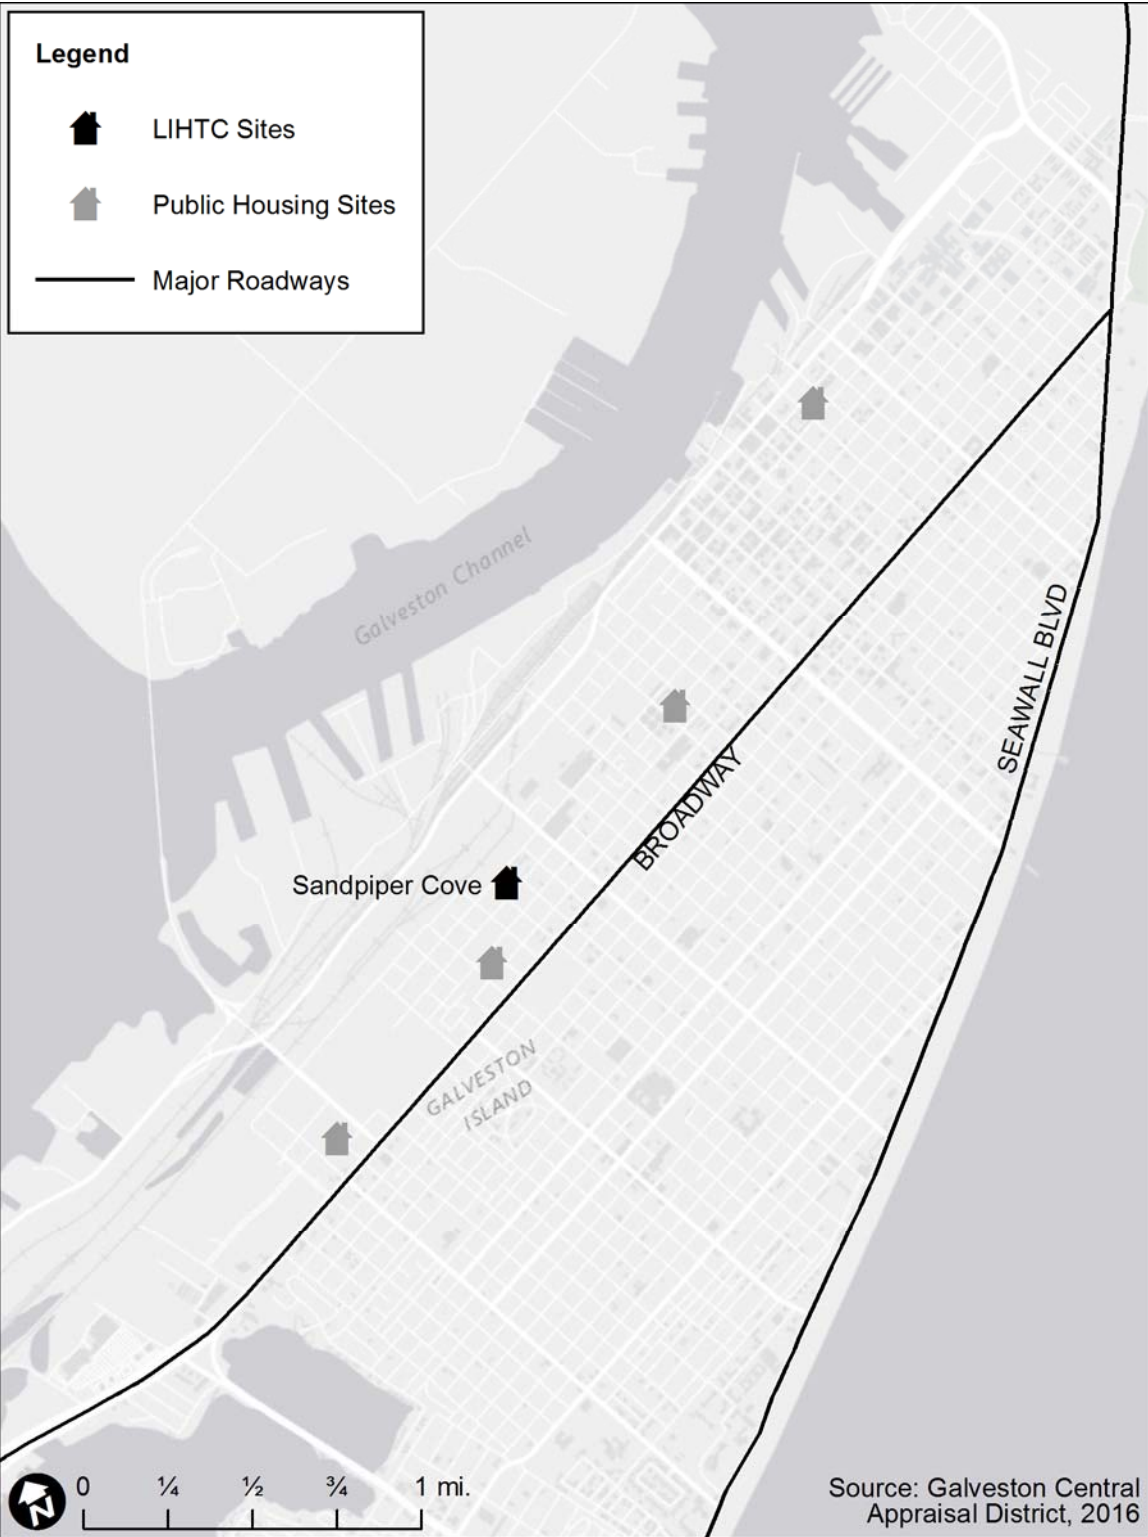 Legend
LIHTC Sites
Public Housing Sites
Major Roadways
Galveston Channel
SEAWALL BLVD
BROADWAY
Sandpiper Cove
GALVESTON
ISLAND
N
0 ¼ ½ ¾ 1 mi.
Source: Galveston Central
Appraisal District, 2016